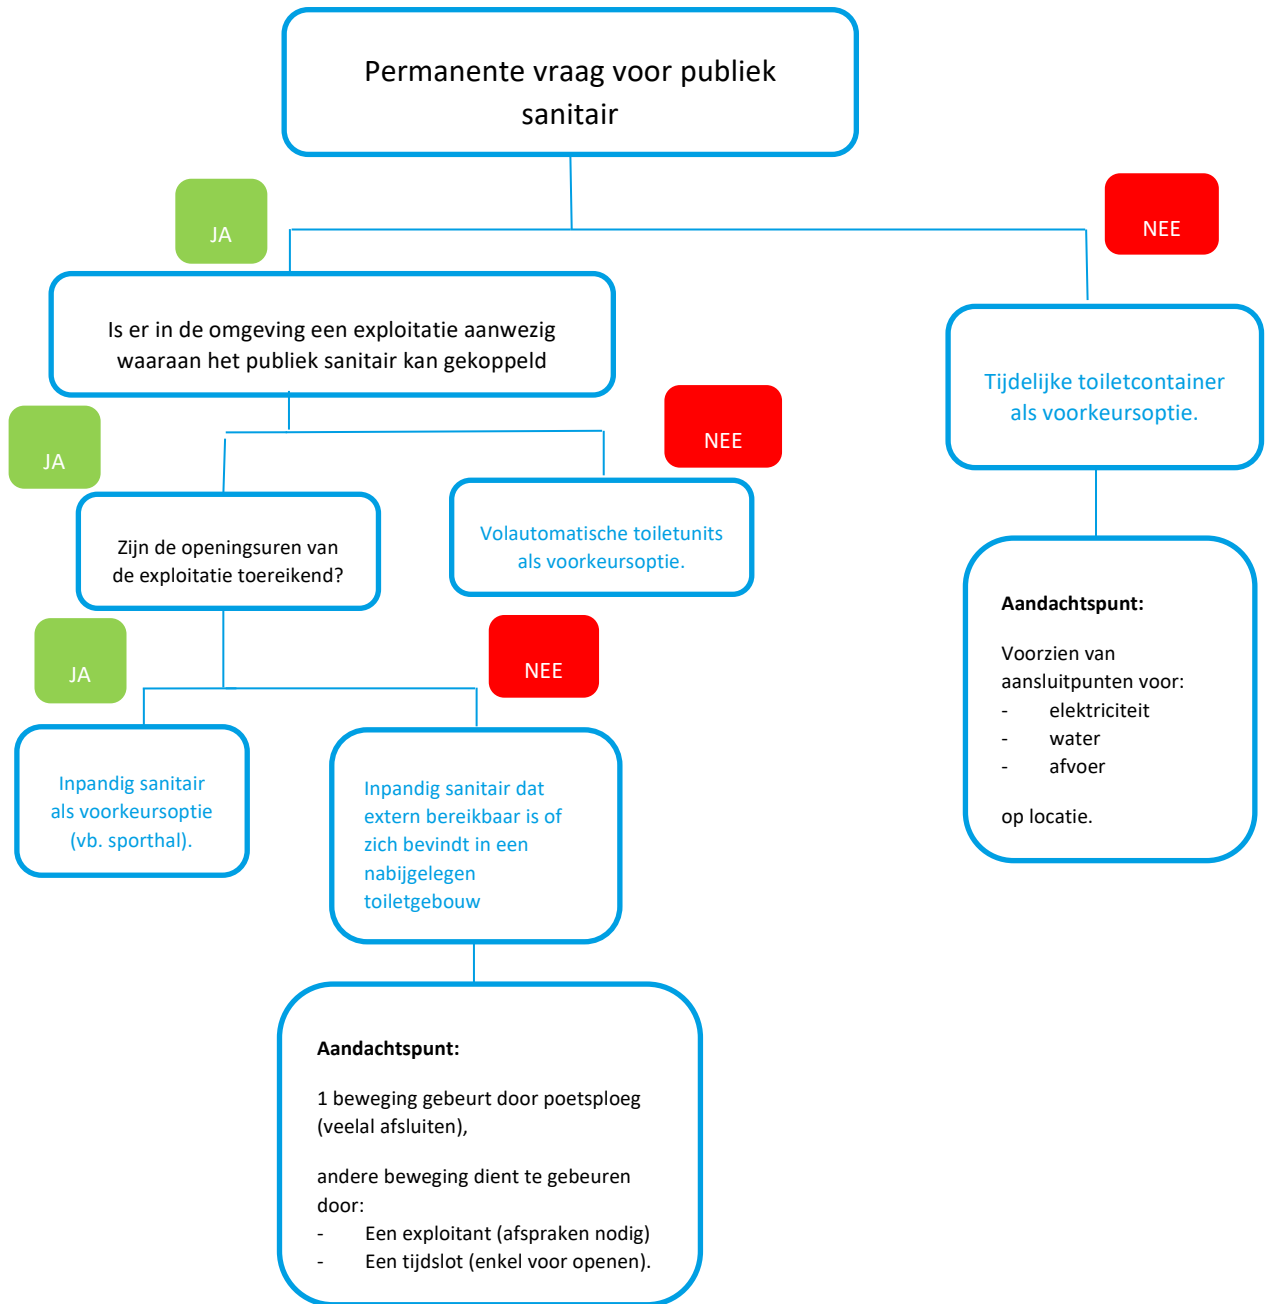 Permanente vraag voor publiek
sanitair
JA
NEE
Is er in de omgeving een exploitatie aanwezig
waaraan het publiek sanitair kan gekoppeld
Tijdelijke toiletcontainer
als voorkeursoptie.
JA
NEE
Zijn de openingsuren van
de exploitatie toereikend?
Volautomatische toiletunits
als voorkeursoptie.
Aandachtspunt:
Voorzien van
aansluitpunten voor:
- elektriciteit
- water
- afvoer
op locatie.
JA
NEE
Inpandig sanitair
als voorkeursoptie
(vb. sporthal).
Inpandig sanitair dat
extern bereikbaar is of
zich bevindt in een
nabijgelegen
toiletgebouw
Aandachtspunt:
1 beweging gebeurt door poetsploeg
(veelal afsluiten),
andere beweging dient te gebeuren
door:
- Een exploitant (afspraken nodig)
- Een tijdslot (enkel voor openen).